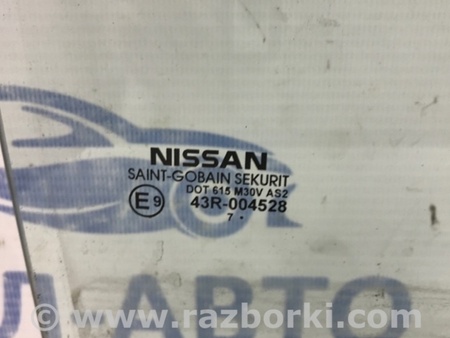 NISSAN
SAINT-GOBAIN SEKURIT
DOT 615 M30V AS2
E9 43R-004528
7 •
АВТО
© www.razborki.com